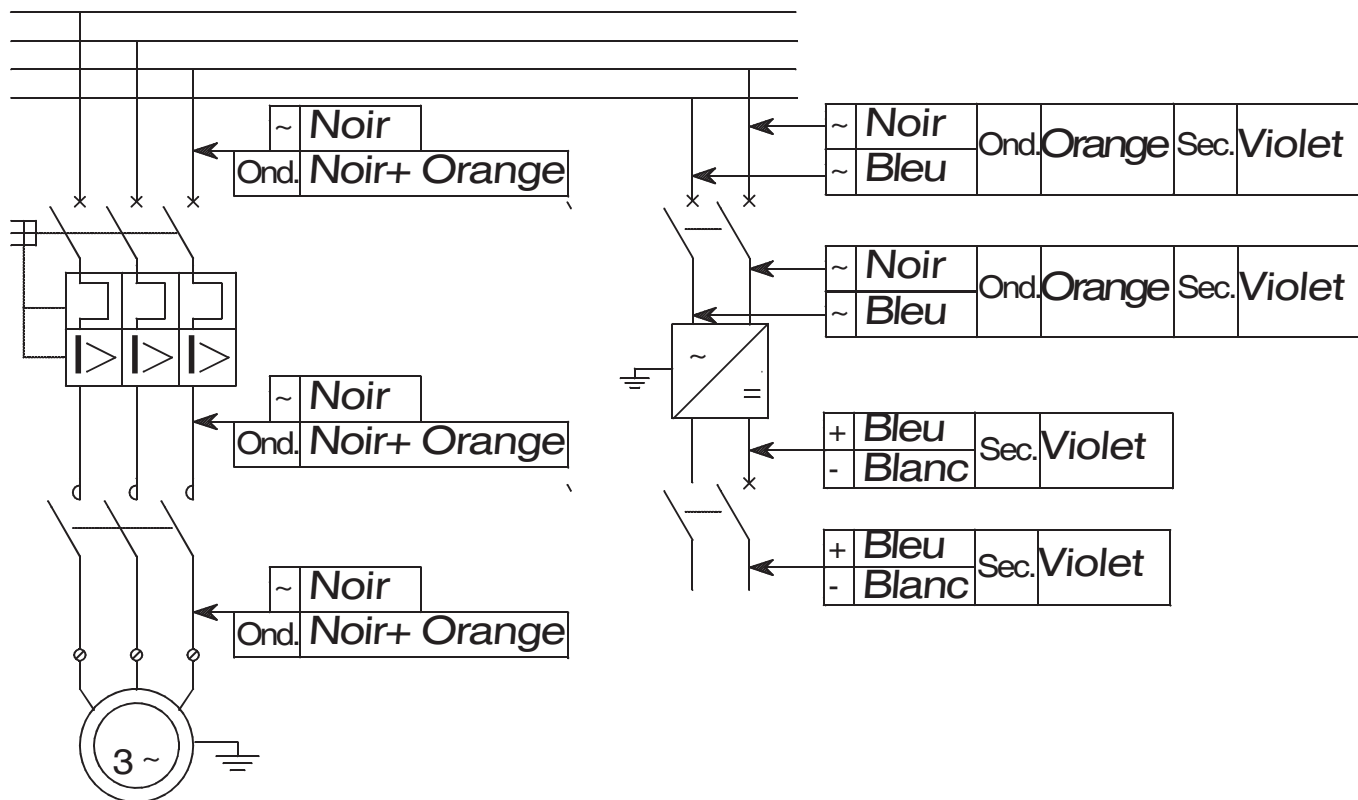 ~ Noir
Ond. Noir+ Orange
~ Noir
~ Bleu
Ond. Orange Sec. Violet
~ Noir
~ Bleu
Ond. Orange Sec. Violet
I> I> I>
~
=
~ Noir
Ond. Noir+ Orange
+ Bleu
- Blanc
Sec. Violet
+ Bleu
- Blanc
Sec. Violet
~ Noir
Ond. Noir+ Orange
3 ~